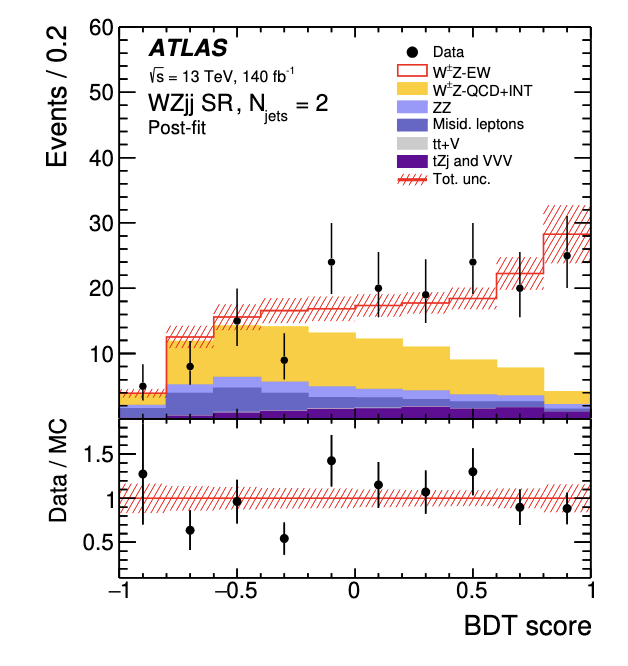 Events / 0.2
60
50
40
30
20
10
ATLAS
√s = 13 TeV, 140 fb⁻¹
WZjj SR, N_jets = 2
Post-fit
Data
W±Z-EW
W±Z-QCD+INT
ZZ
Misid. leptons
tt+V
tZj and VVV
Tot. unc.
Data / MC
1.5
1
0.5
−1
−0.5
0
0.5
1
BDT score